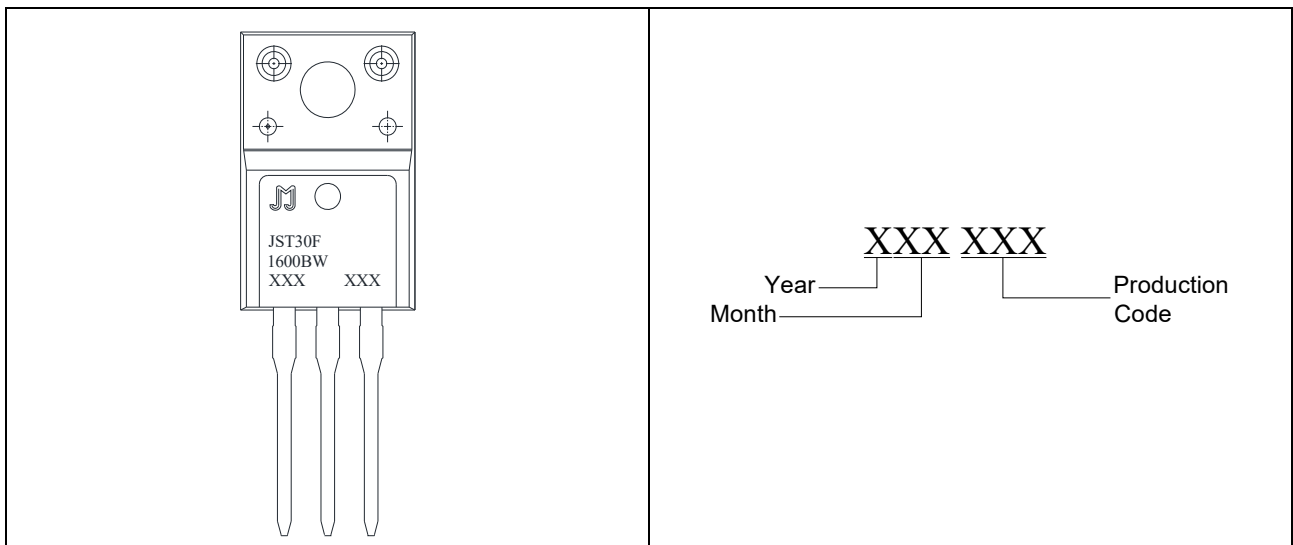 JST30F
1600BW
XXX XXX
XXX XXX
Year
Month
Production
Code